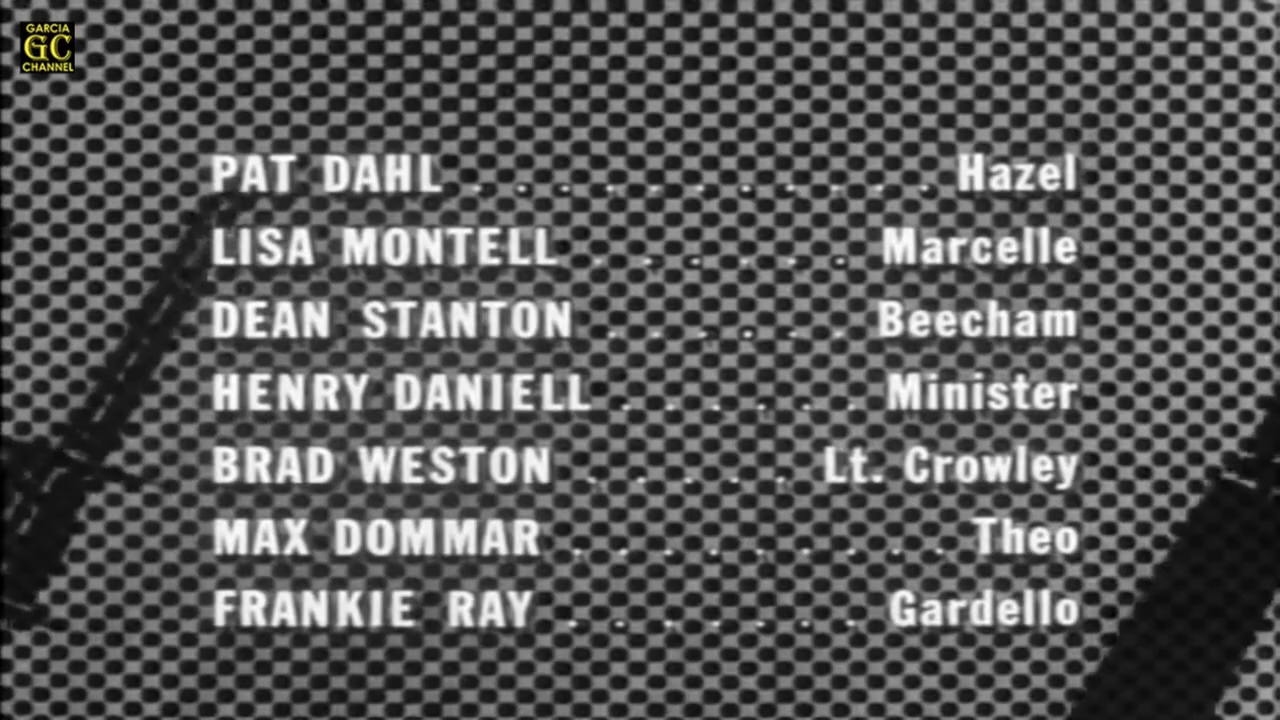 GARCIA
GC
CHANNEL
PAT DAHL . . . . . . . . . . . Hazel
LISA MONTELL . . . . . . Marcelle
DEAN STANTON . . . . . . Beecham
HENRY DANIELL . . . . . . Minister
BRAD WESTON . . . . . Lt. Crowley
MAX DOMMAR . . . . . . . . . Theo
FRANKIE RAY . . . . . . . Gardello